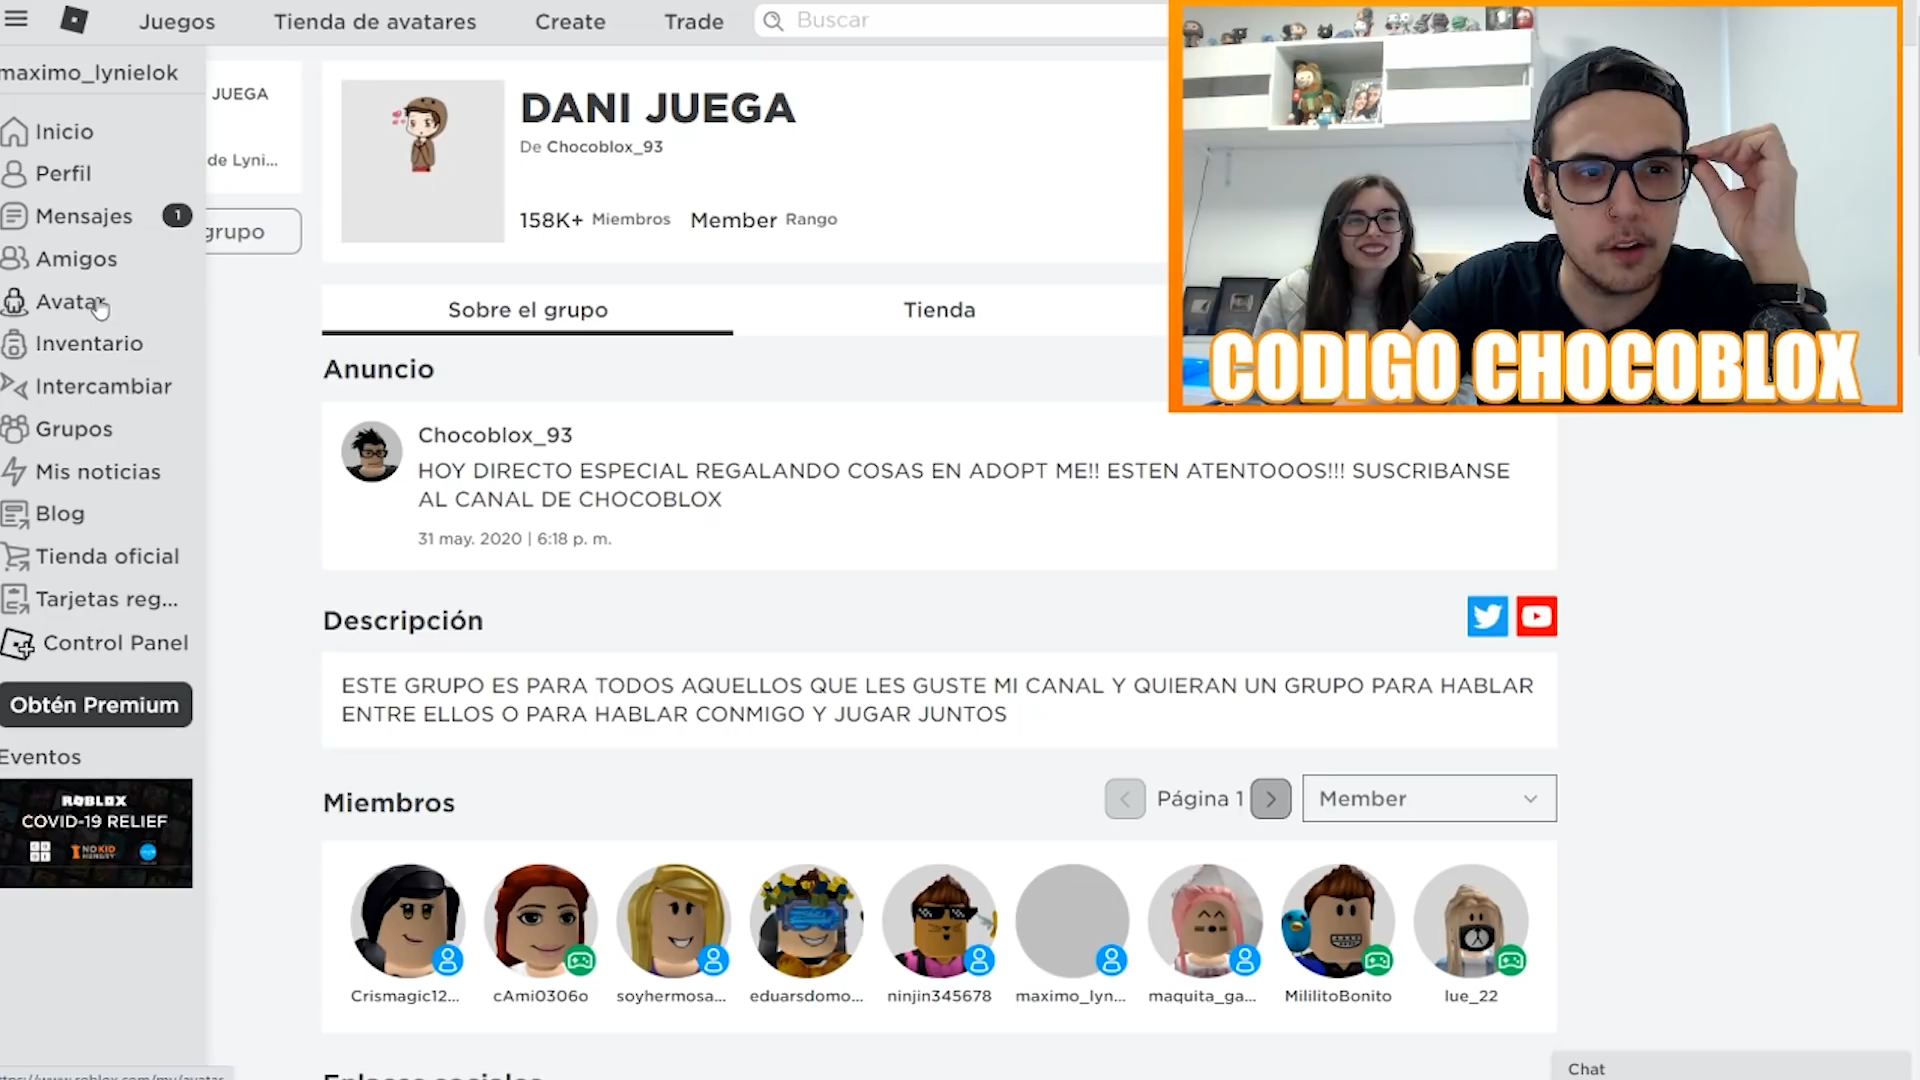 Juegos
Tienda de avatares
Create
Trade
Buscar
maximo_lynielok
Inicio
Perfil
Mensajes 1
Amigos
Avatar
Inventario
Intercambiar
Grupos
Mis noticias
Blog
Tienda oficial
Tarjetas reg...
Control Panel
Obtén Premium
Eventos
ROBLOX
COVID-19 RELIEF
NO KID
HUNGRY
JUEGA
de Lyni...
grupo
DANI JUEGA
De Chocoblox_93
158K+ Miembros Member Rango
Sobre el grupo
Tienda
Anuncio
Chocoblox_93
HOY DIRECTO ESPECIAL REGALANDO COSAS EN ADOPT ME!! ESTEN ATENTOOOS!!! SUSCRIBANSE
AL CANAL DE CHOCOBLOX
31 may. 2020 | 6:18 p. m.
Descripción
ESTE GRUPO ES PARA TODOS AQUELLOS QUE LES GUSTE MI CANAL Y QUIERAN UN GRUPO PARA HABLAR
ENTRE ELLOS O PARA HABLAR CONMIGO Y JUGAR JUNTOS
Miembros
Página 1
Member
Crismagic12...
cAmi0306o
soyhermosa...
eduarsdomo...
ninjin345678
maximo_lyn...
maquita_ga...
MililitoBonito
lue_22
Enlaces sociales
Chat
CODIGO CHOCOBLOX